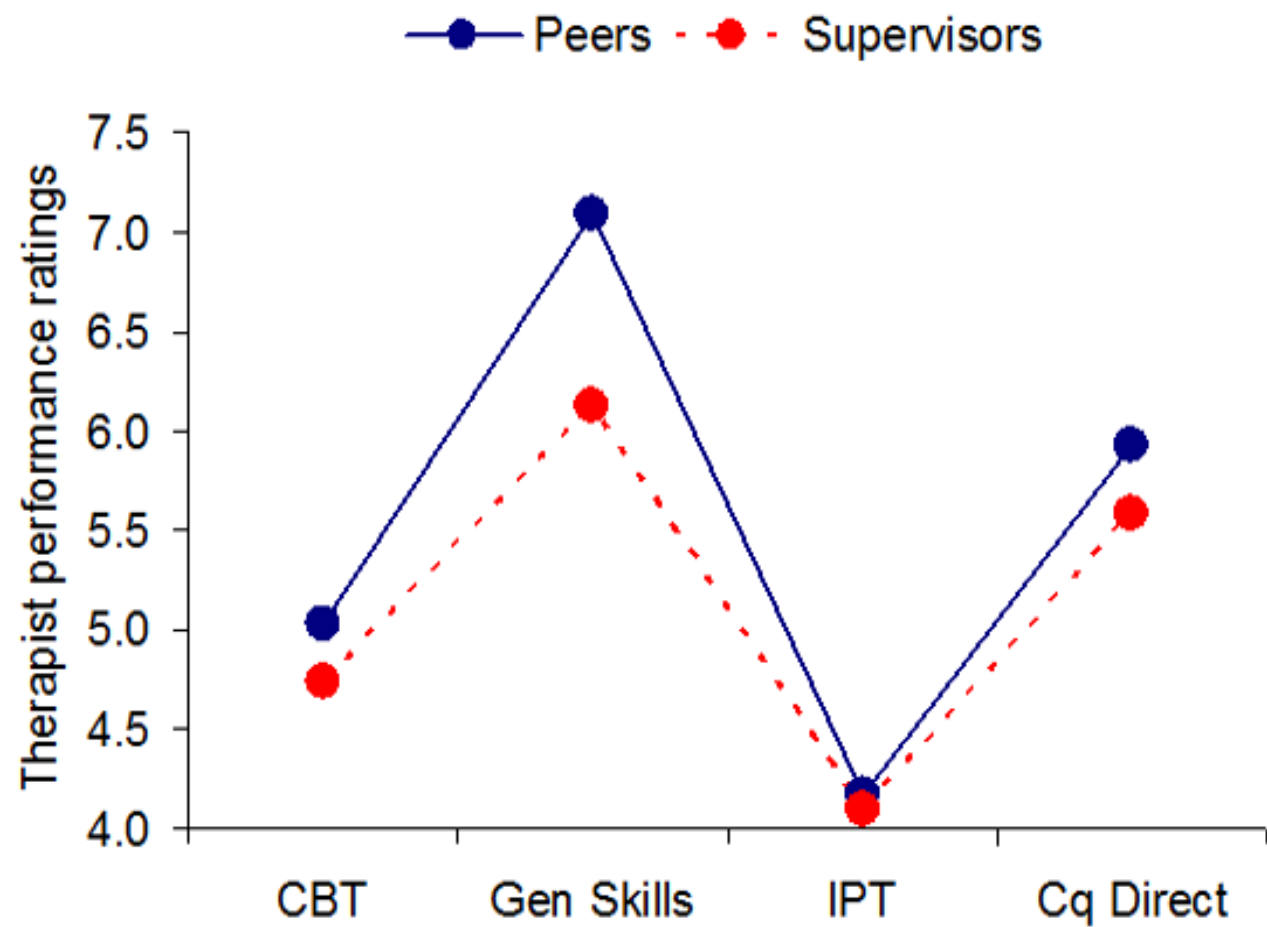 Peers Supervisors
Therapist performance ratings
7.5
7.0
6.5
6.0
5.5
5.0
4.5
4.0
CBT Gen Skills IPT Cq Direct